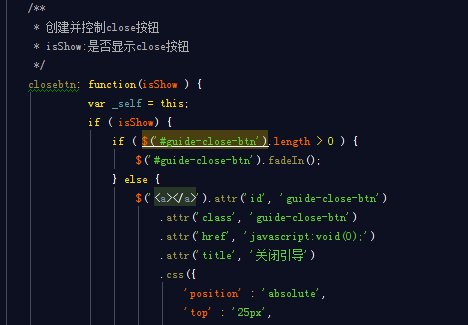 /**
 * 创建并控制close按钮
 * isShow:是否显示close按钮
 */
closebtn: function(isShow ) {
var _self = this;
if ( isShow) {
if ( $('#guide-close-btn').length > 0 ) {
$('#guide-close-btn').fadeIn();
} else {
$('<a></a>').attr('id', 'guide-close-btn')
.attr('class', 'guide-close-btn')
.attr('href', 'javascript:void(0);')
.attr('title', '关闭引导')
.css({
'position' : 'absolute',
'top' : '25px',